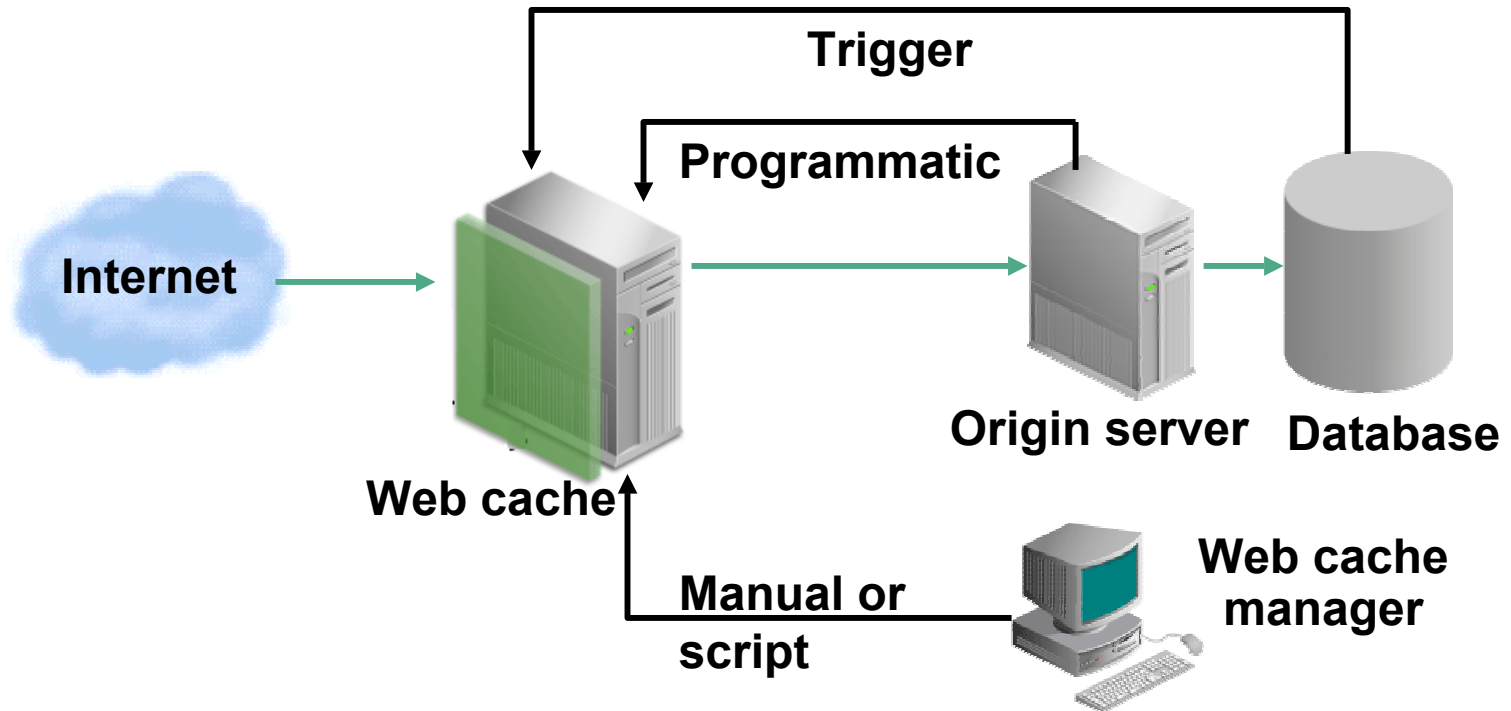 Trigger
Programmatic
Internet
Origin server
Database
Web cache
Web cache
manager
Manual or
script